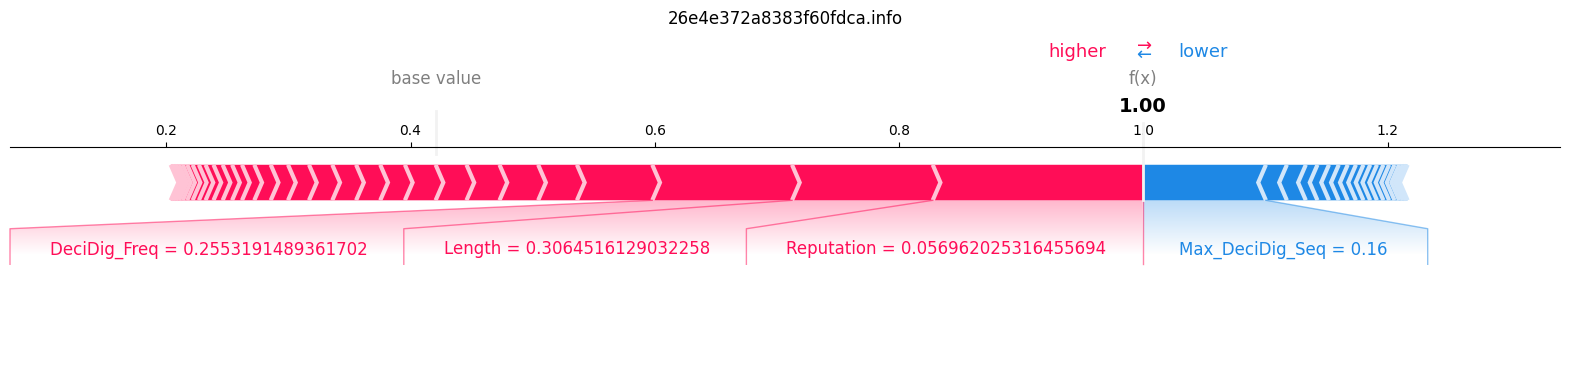 26e4e372a8383f60fdca.info
higher ⇄ lower
base value f(x)
1.00
0.2 0.4 0.6 0.8 1.0 1.2
DeciDig_Freq = 0.2553191489361702 Length = 0.3064516129032258 Reputation = 0.056962025316455694 Max_DeciDig_Seq = 0.16